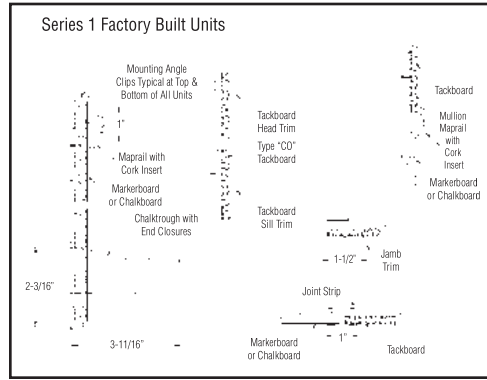 Series 1 Factory Built Units
Mounting Angle
Clips Typical at Top &
Bottom of All Units
1"
Maprail with
Cork Insert
Markerboard
or Chalkboard
Chalktrough with
End Closures
2-3/16"
3-11/16"
Tackboard
Head Trim
Type "CO"
Tackboard
Tackboard
Sill Trim
Tackboard
Mullion
Maprail
with
Cork
Insert
Markerboard
or Chalkboard
1-1/2"
Jamb
Trim
Joint Strip
1"
Markerboard
or Chalkboard
Tackboard